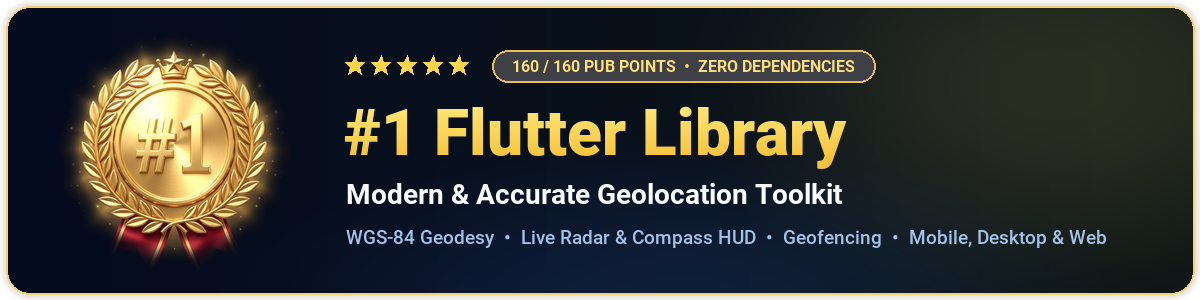 #1
160 / 160 PUB POINTS • ZERO DEPENDENCIES
#1 Flutter Library
Modern & Accurate Geolocation Toolkit
WGS-84 Geodesy • Live Radar & Compass HUD • Geofencing • Mobile, Desktop & Web